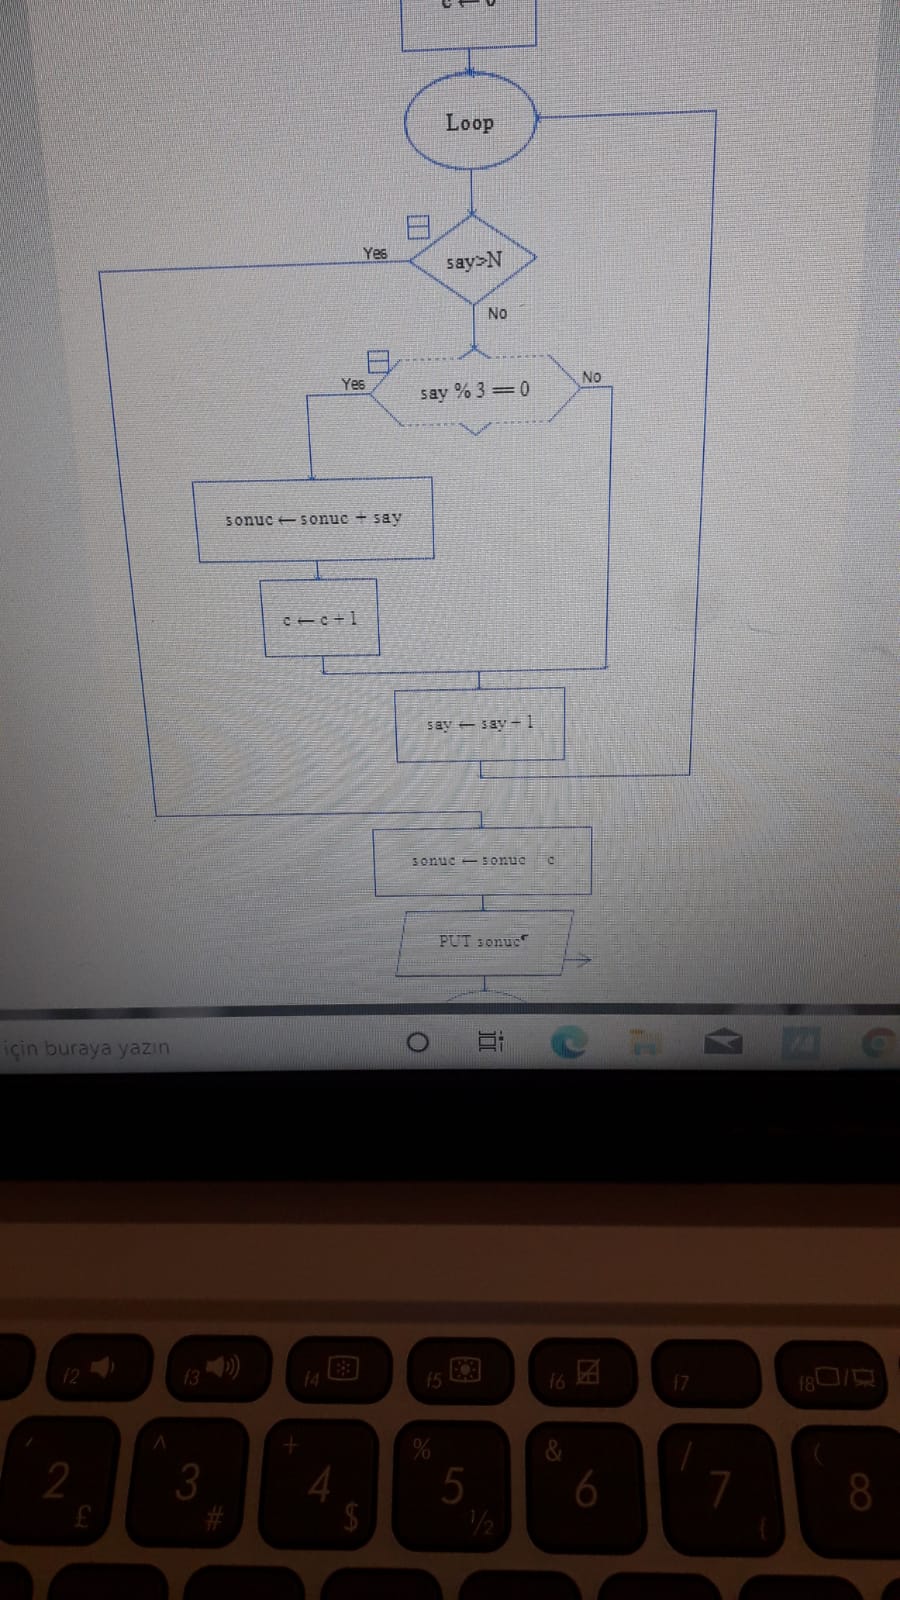 c ← 0
Loop
say>N
Yes
No
say % 3 == 0
Yes
No
sonuc ← sonuc + say
c ← c + 1
say ← say + 1
sonuc ← sonuc c
PUT sonuc¶
için buraya yazın
f2
f3
f4
f5
f6
f7
f8
2 £
^ 3 #
+ 4 $
% 5 ½
& 6
/ 7 {
( 8